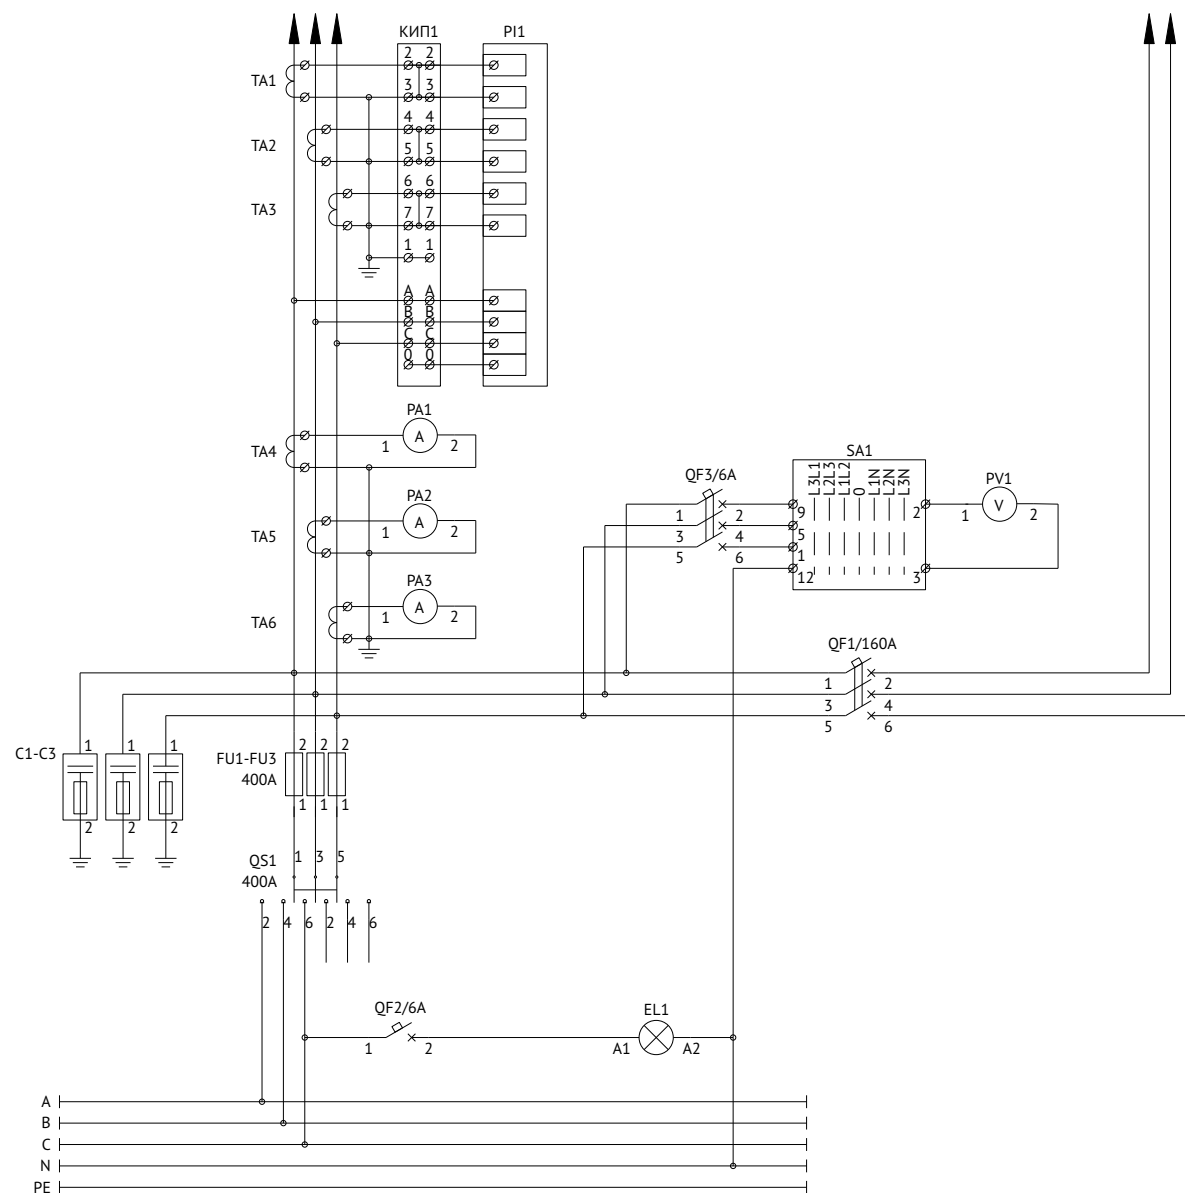 КИП1
PI1
2 2
TA1
3 3
4 4
TA2
5 5
6 6
TA3
7 7
1 1
A A
B B
C C
0 0
PA1
A
1 2
TA4
PA2
A
1 2
TA5
PA3
A
1 2
TA6
SA1
QF3/6A
L3L1
L2L3
L1L2
0
L1N
L2N
L3N
PV1
V
1 2
1 2
3 4
5 6
9 2
5
1
12 3
QF1/160A
1 2
3 4
5 6
C1-C3
1 1 1
2 2 2
FU1-FU3
400A
2 2 2
1 1 1
QS1
400A
1 3 5
2 4 6 2 4 6
QF2/6A
1 2
EL1
A1 A2
A
B
C
N
PE